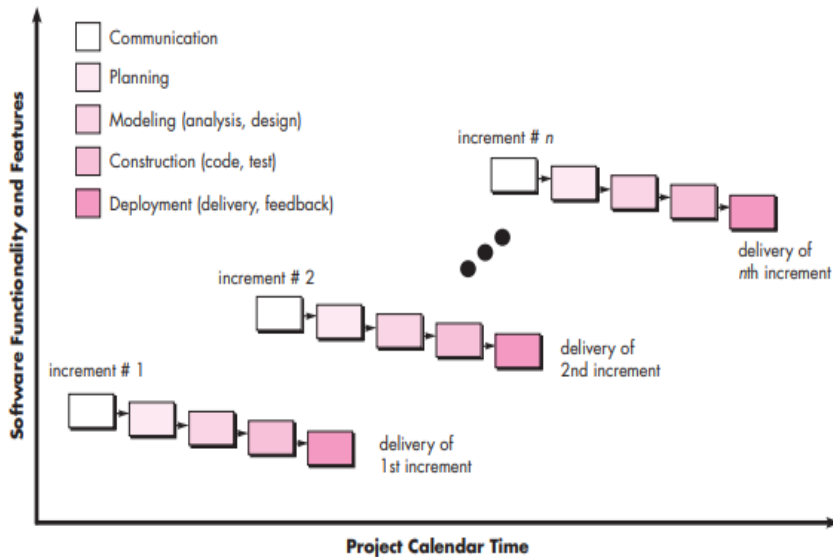 Software Functionality and Features
Communication
Planning
Modeling (analysis, design)
Construction (code, test)
Deployment (delivery, feedback)
increment # n
delivery of
nth increment
increment # 2
delivery of
2nd increment
increment # 1
delivery of
1st increment
Project Calendar Time